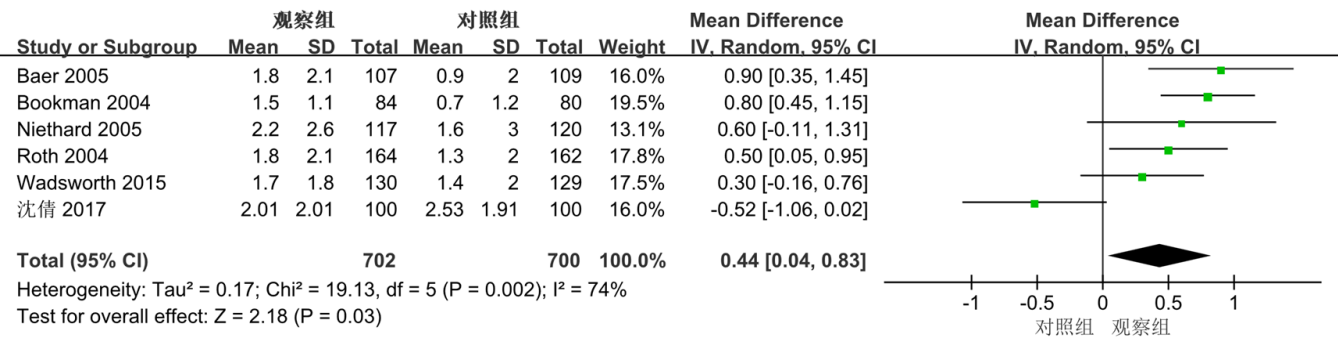 观察组 对照组 Mean Difference Mean Difference
Study or Subgroup Mean SD Total Mean SD Total Weight IV, Random, 95% CI IV, Random, 95% CI
Baer 2005 1.8 2.1 107 0.9 2 109 16.0% 0.90 [0.35, 1.45]
Bookman 2004 1.5 1.1 84 0.7 1.2 80 19.5% 0.80 [0.45, 1.15]
Niethard 2005 2.2 2.6 117 1.6 3 120 13.1% 0.60 [-0.11, 1.31]
Roth 2004 1.8 2.1 164 1.3 2 162 17.8% 0.50 [0.05, 0.95]
Wadsworth 2015 1.7 1.8 130 1.4 2 129 17.5% 0.30 [-0.16, 0.76]
沈倩 2017 2.01 2.01 100 2.53 1.91 100 16.0% -0.52 [-1.06, 0.02]
Total (95% CI) 702 700 100.0% 0.44 [0.04, 0.83]
Heterogeneity: Tau² = 0.17; Chi² = 19.13, df = 5 (P = 0.002); I² = 74%
Test for overall effect: Z = 2.18 (P = 0.03)
-1 -0.5 0 0.5 1
对照组 观察组